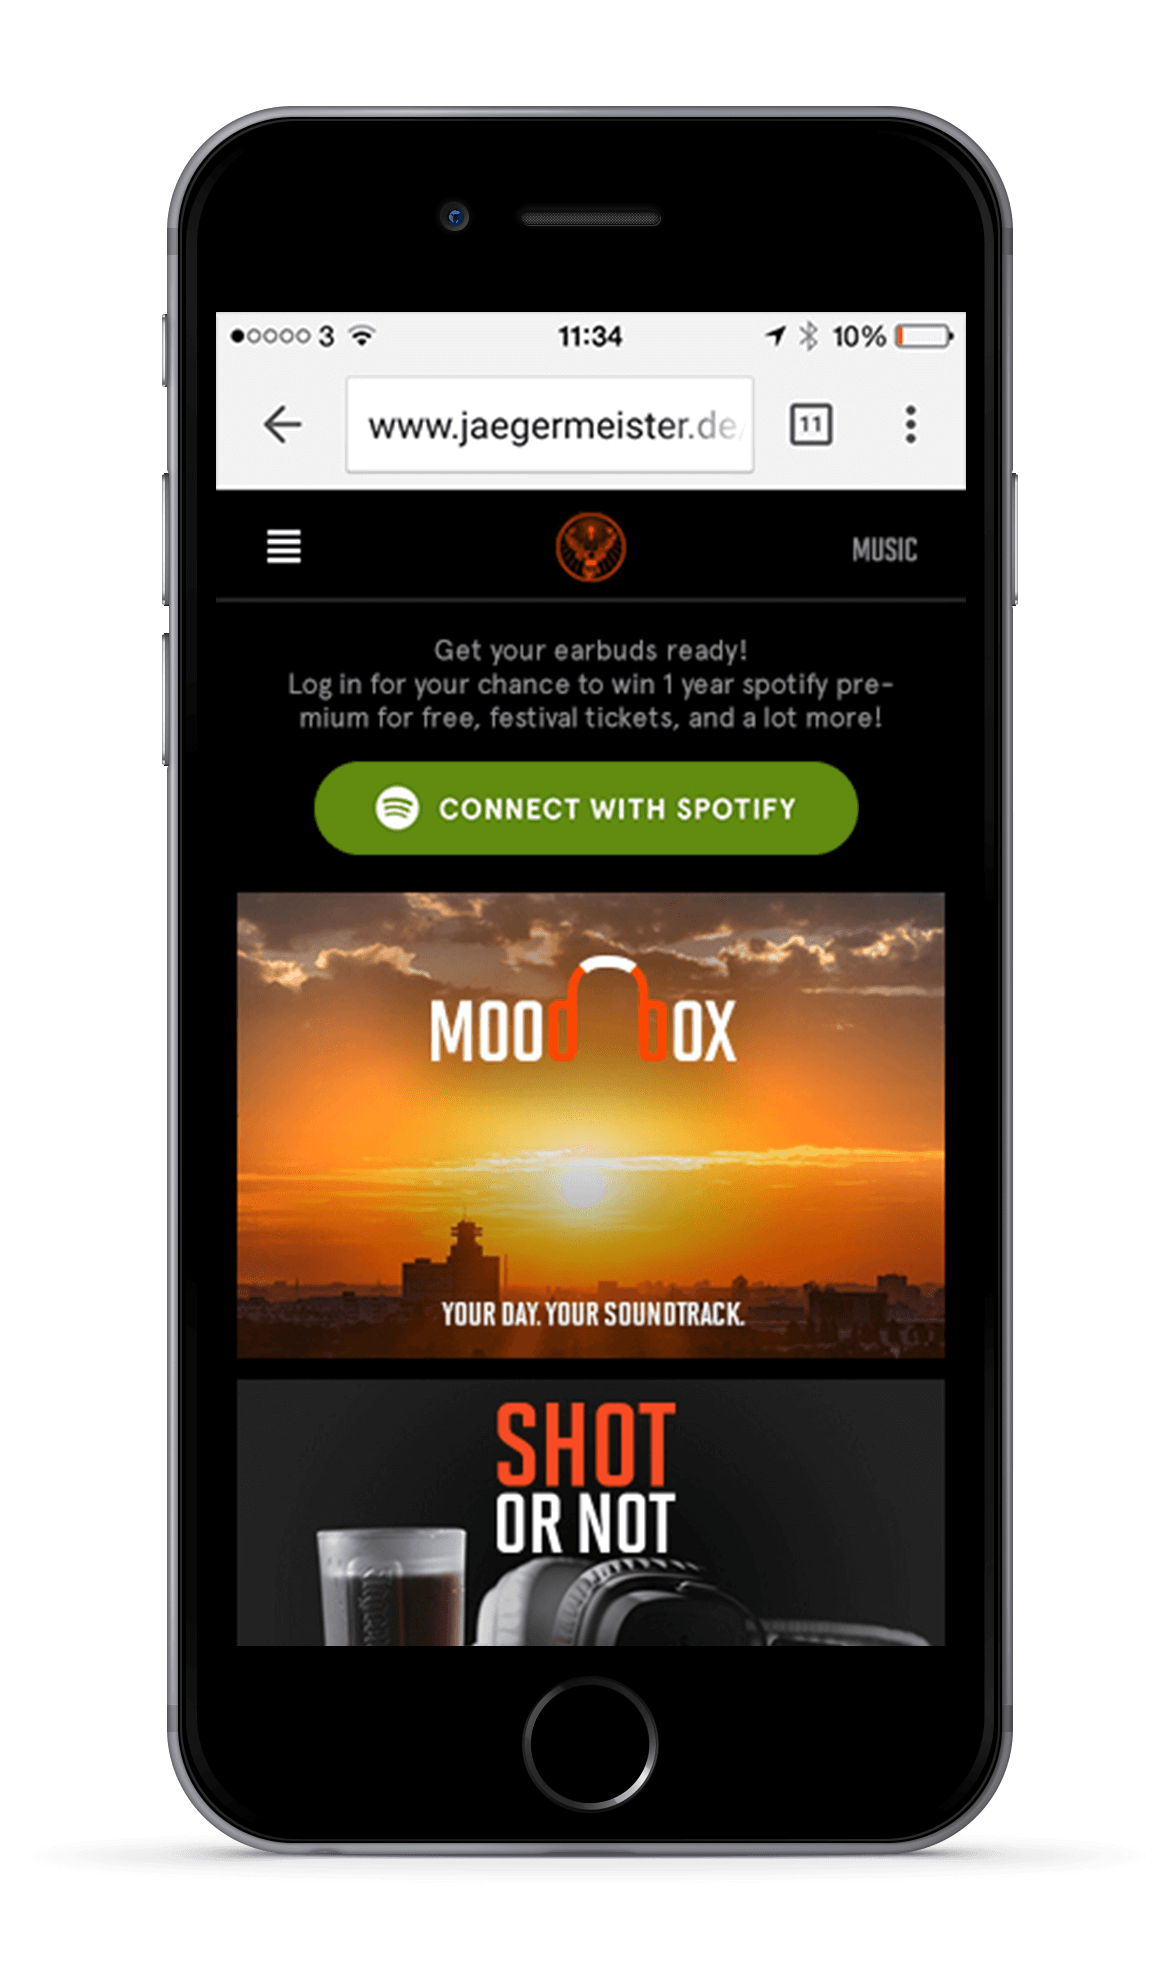 3 11:34 10%
www.jaegermeister.de/
11
MUSIC
Get your earbuds ready!
Log in for your chance to win 1 year spotify pre-
mium for free, festival tickets, and a lot more!
CONNECT WITH SPOTIFY
MOOdbOX
YOUR DAY. YOUR SOUNDTRACK.
SHOT
OR NOT